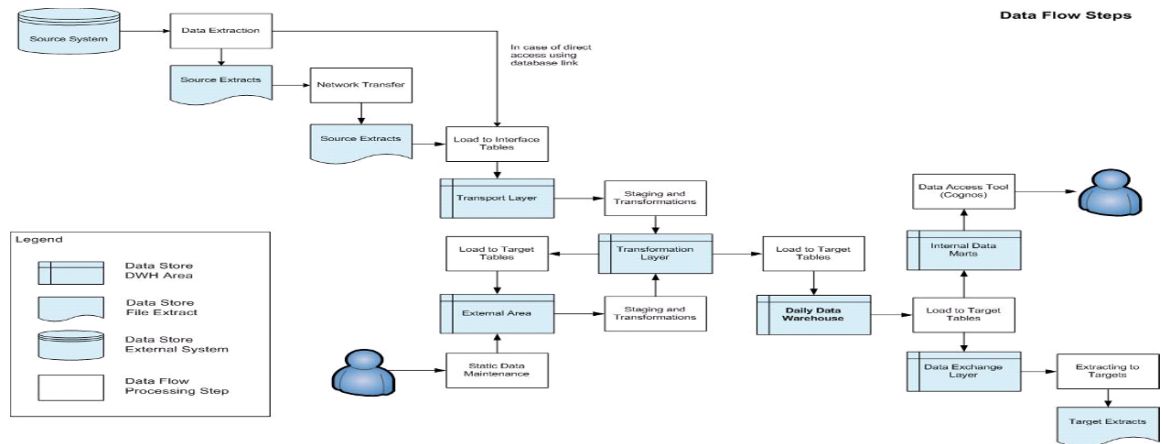 Data Flow Steps
Source System
Data Extraction
In case of direct
access using
database link
Source Extracts
Network Transfer
Source Extracts
Load to Interface
Tables
Transport Layer
Staging and
Transformations
Data Access Tool
(Cognos)
Load to Target
Tables
Transformation
Layer
Load to Target
Tables
Internal Data
Marts
External Area
Staging and
Transformations
Daily Data
Warehouse
Load to Target
Tables
Static Data
Maintenance
Data Exchange
Layer
Extracting to
Targets
Target Extracts
Legend
Data Store
DWH Area
Data Store
File Extract
Data Store
External System
Data Flow
Processing Step